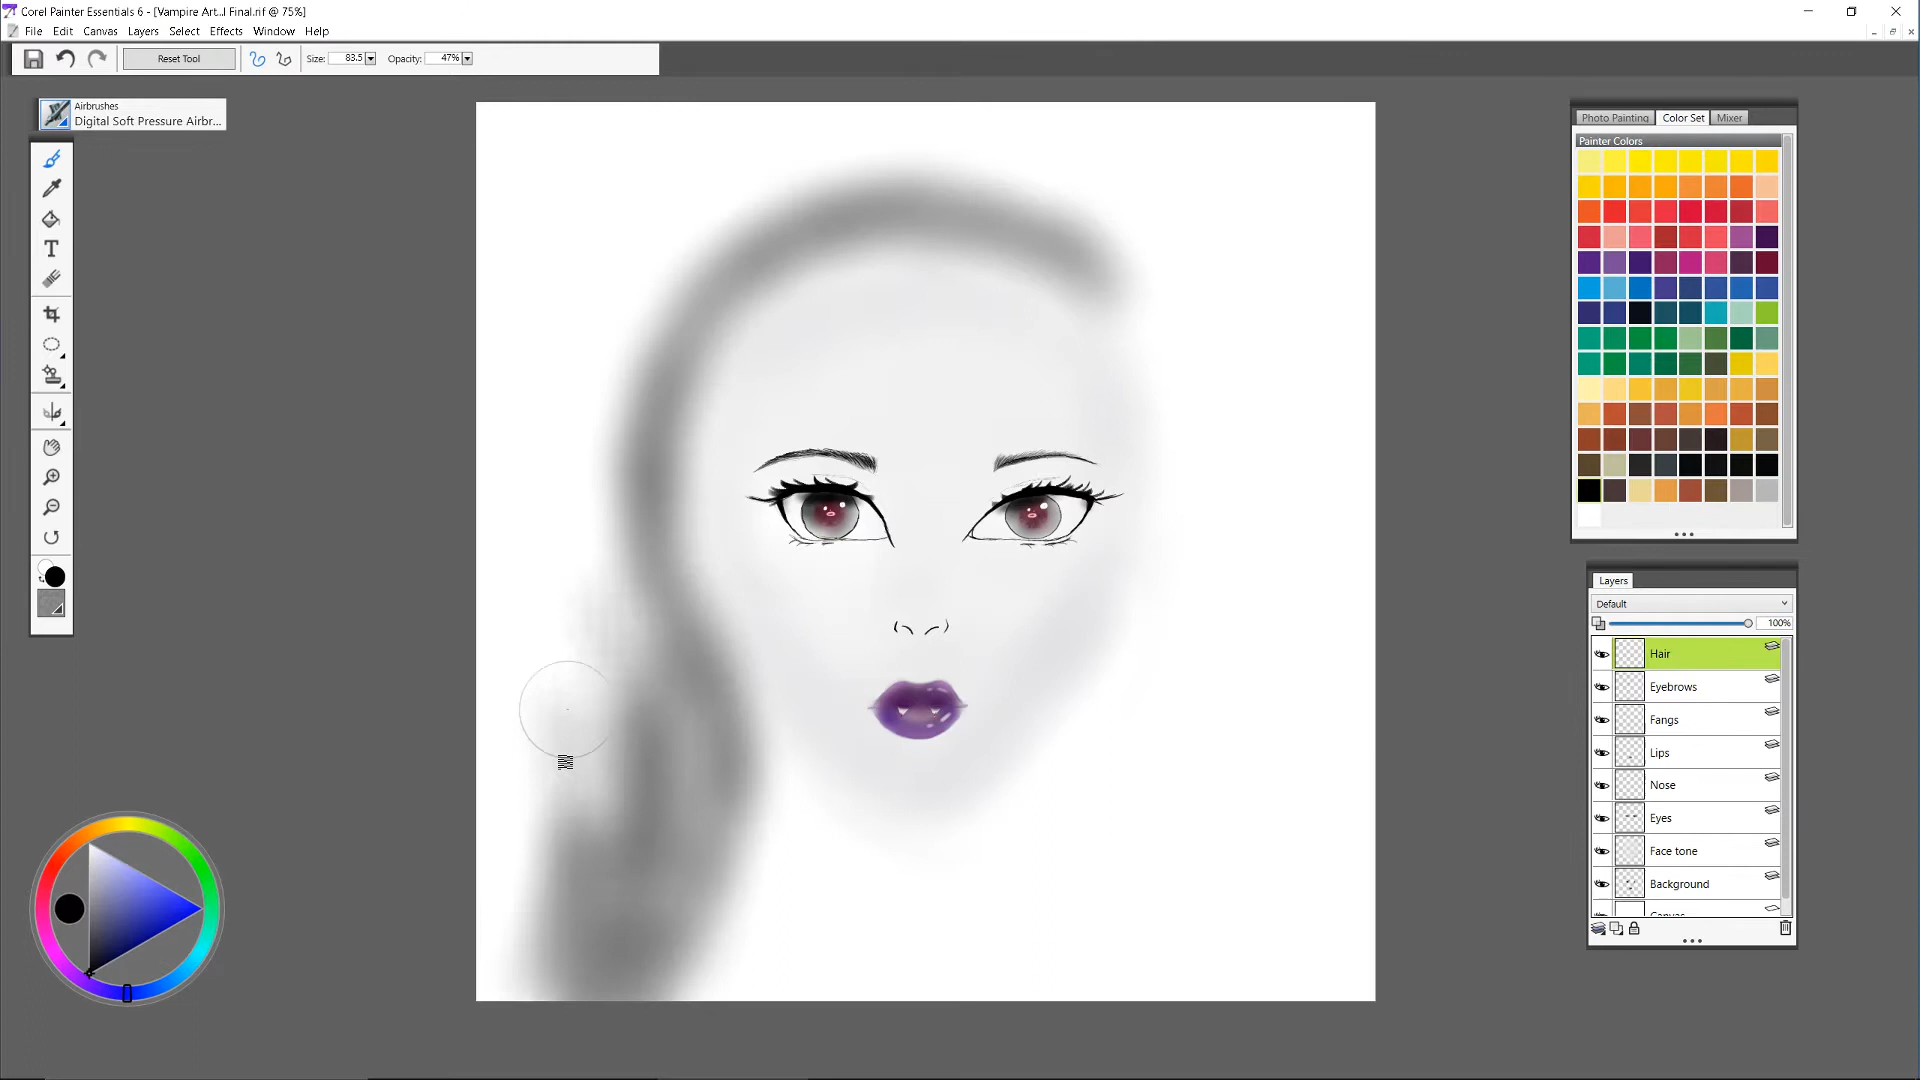 Corel Painter Essentials 6 - [Vampire Art...l Final.rif @ 75%]
File Edit Canvas Layers Select Effects Window Help
Reset Tool Size: 83.5 Opacity: 47%
Airbrushes
Digital Soft Pressure Airbr...
T
Photo Painting Color Set Mixer
Painter Colors
Layers
Default
100%
Hair
Eyebrows
Fangs
Lips
Nose
Eyes
Face tone
Background
Canvas